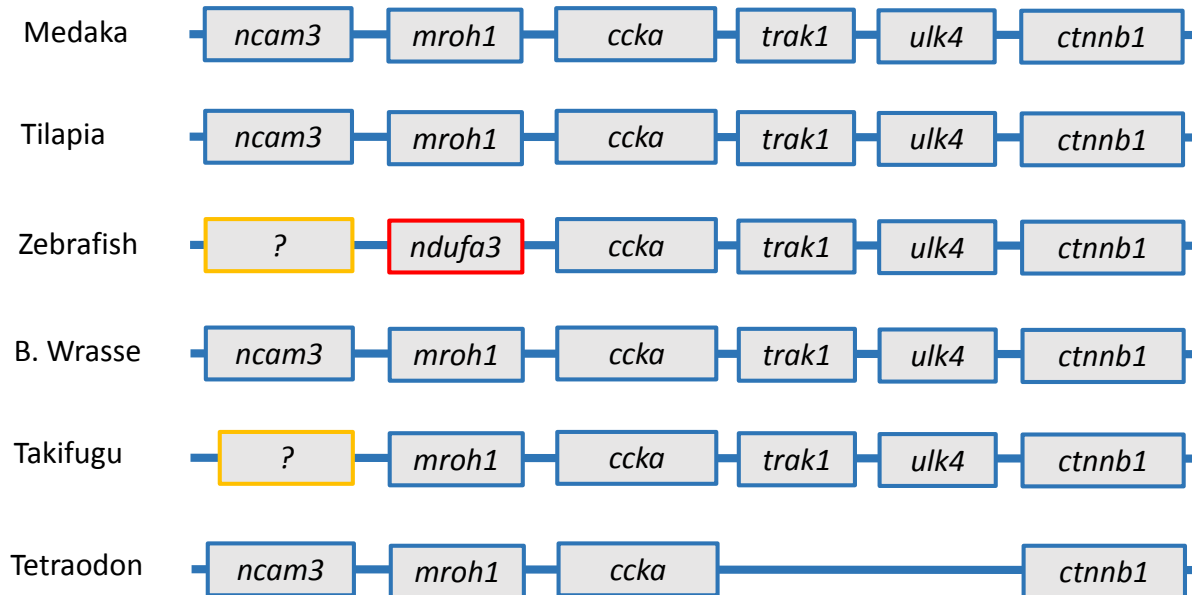 Medaka ncam3 mroh1 ccka trak1 ulk4 ctnnb1
Tilapia ncam3 mroh1 ccka trak1 ulk4 ctnnb1
Zebrafish ? ndufa3 ccka trak1 ulk4 ctnnb1
B. Wrasse ncam3 mroh1 ccka trak1 ulk4 ctnnb1
Takifugu ? mroh1 ccka trak1 ulk4 ctnnb1
Tetraodon ncam3 mroh1 ccka ctnnb1